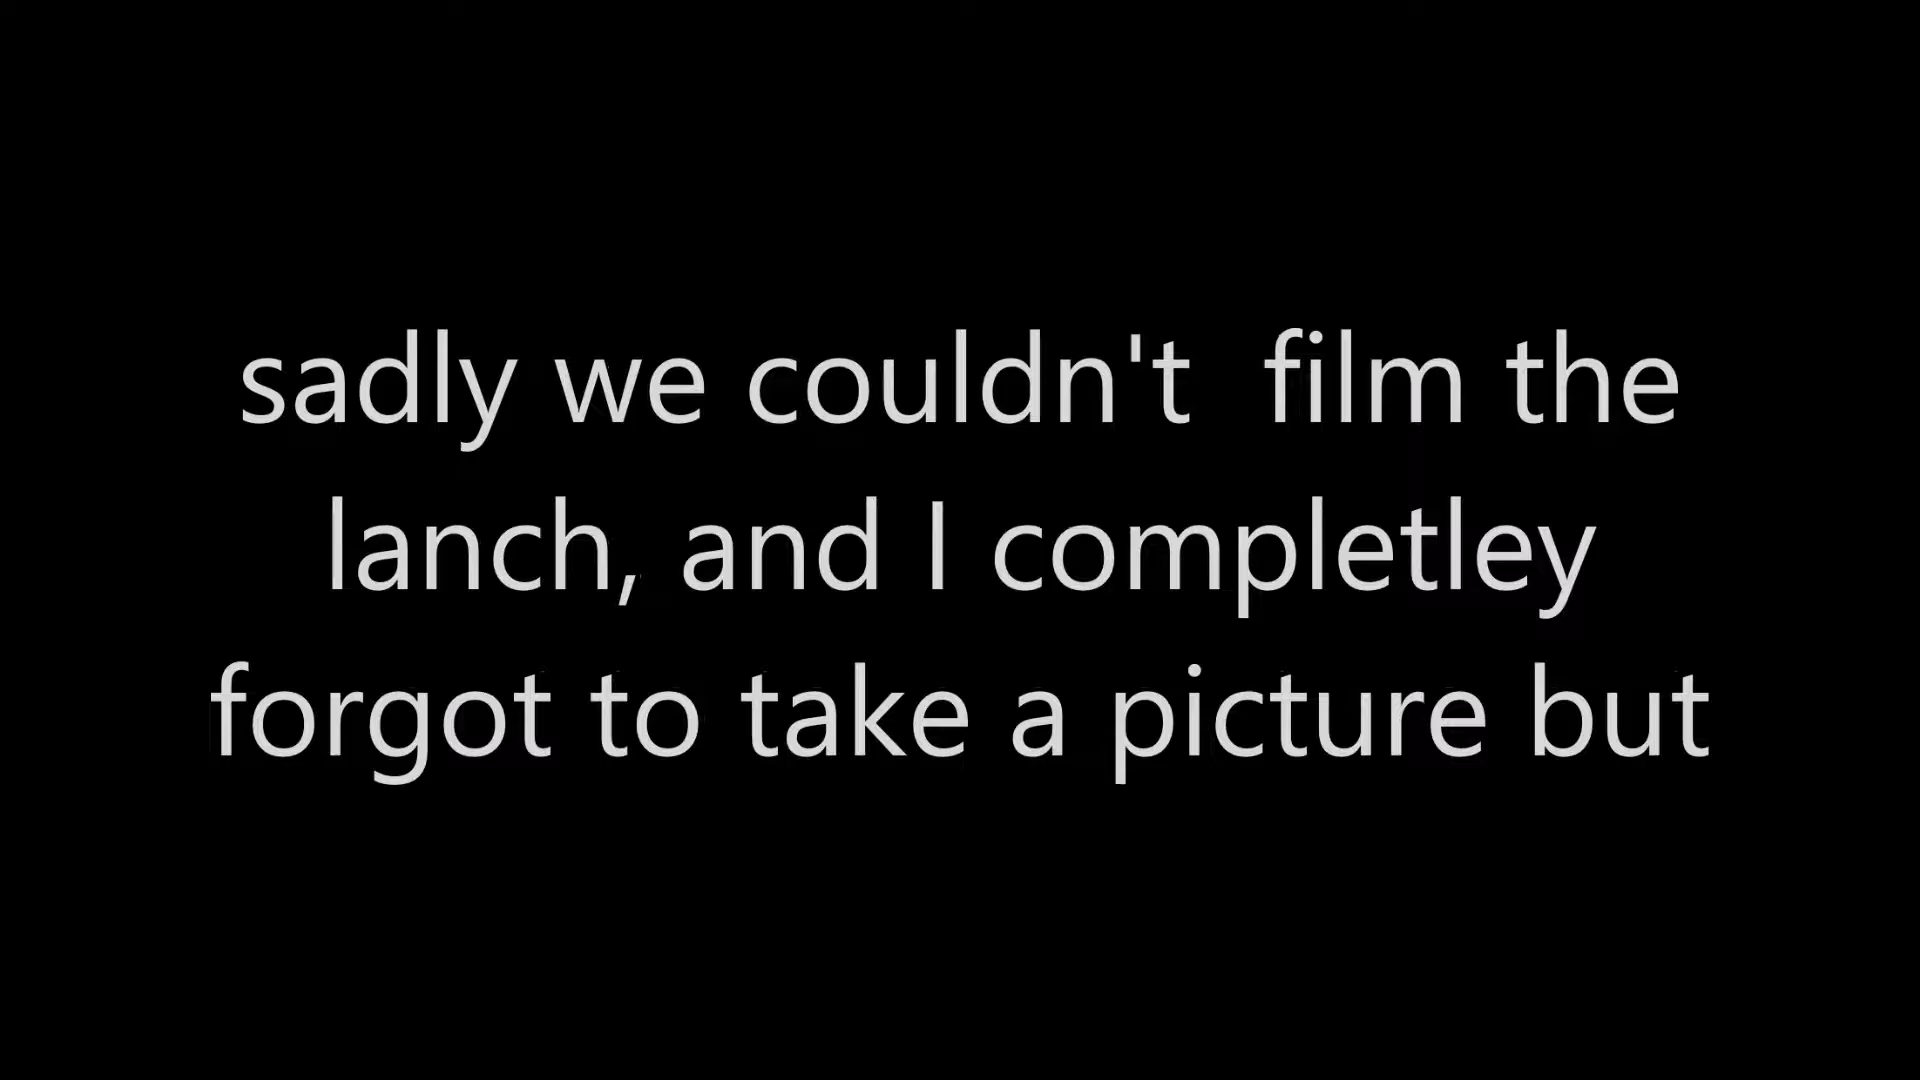 sadly we couldn't  film the
lanch, and I completley
forgot to take a picture but